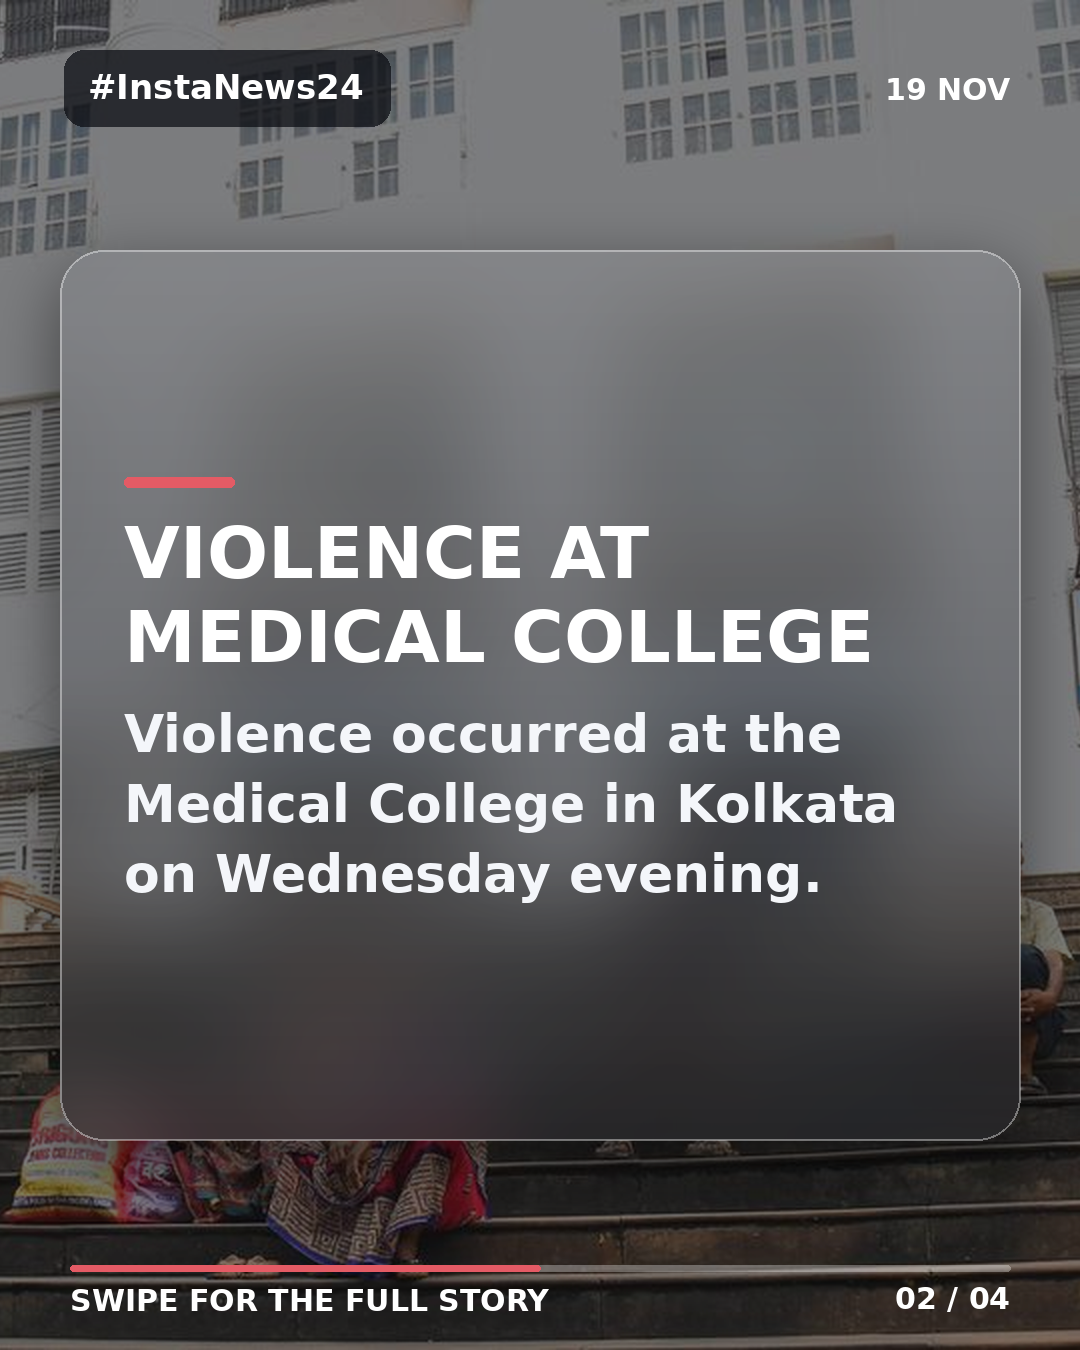 #InstaNews24
19 NOV
VIOLENCE AT
MEDICAL COLLEGE
Violence occurred at the
Medical College in Kolkata
on Wednesday evening.
SWIPE FOR THE FULL STORY
02 / 04